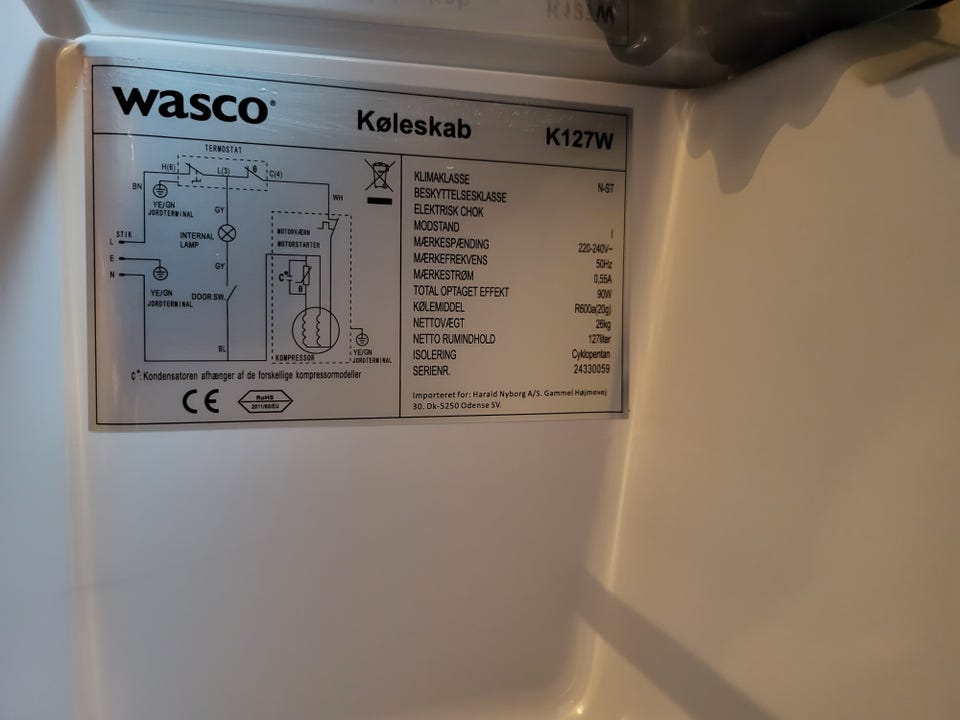 wasco®
Køleskab
K127W
TERMOSTAT
H(6)
L(3)
C(4)
BN
YE/GN
JORDTERMINAL
GY
WH
STIK
L
INTERNAL
LAMP
MOTORVÆRN
MOTORSTARTER
E
N
GY
C*
θ
YE/GN
JORDTERMINAL
DOOR SW.
BL
KOMPRESSOR
YE/GN
JORDTERMINAL
C*:Kondensatoren afhænger af de forskellige kompressormodeller
CE
RoHS
2011/65/EU
KLIMAKLASSE N-ST
BESKYTTELSESKLASSE
ELEKTRISK CHOK
MODSTAND I
MÆRKESPÆNDING 220-240V~
MÆRKEFREKVENS 50Hz
MÆRKESTRØM 0,55A
TOTAL OPTAGET EFFEKT 90W
KØLEMIDDEL R600a(20g)
NETTOVÆGT 26kg
NETTO RUMINDHOLD 127liter
ISOLERING Cyklopentan
SERIENR. 24330059
Importeret for: Harald Nyborg A/S. Gammel Højmevej
30. Dk-5250 Odense SV.